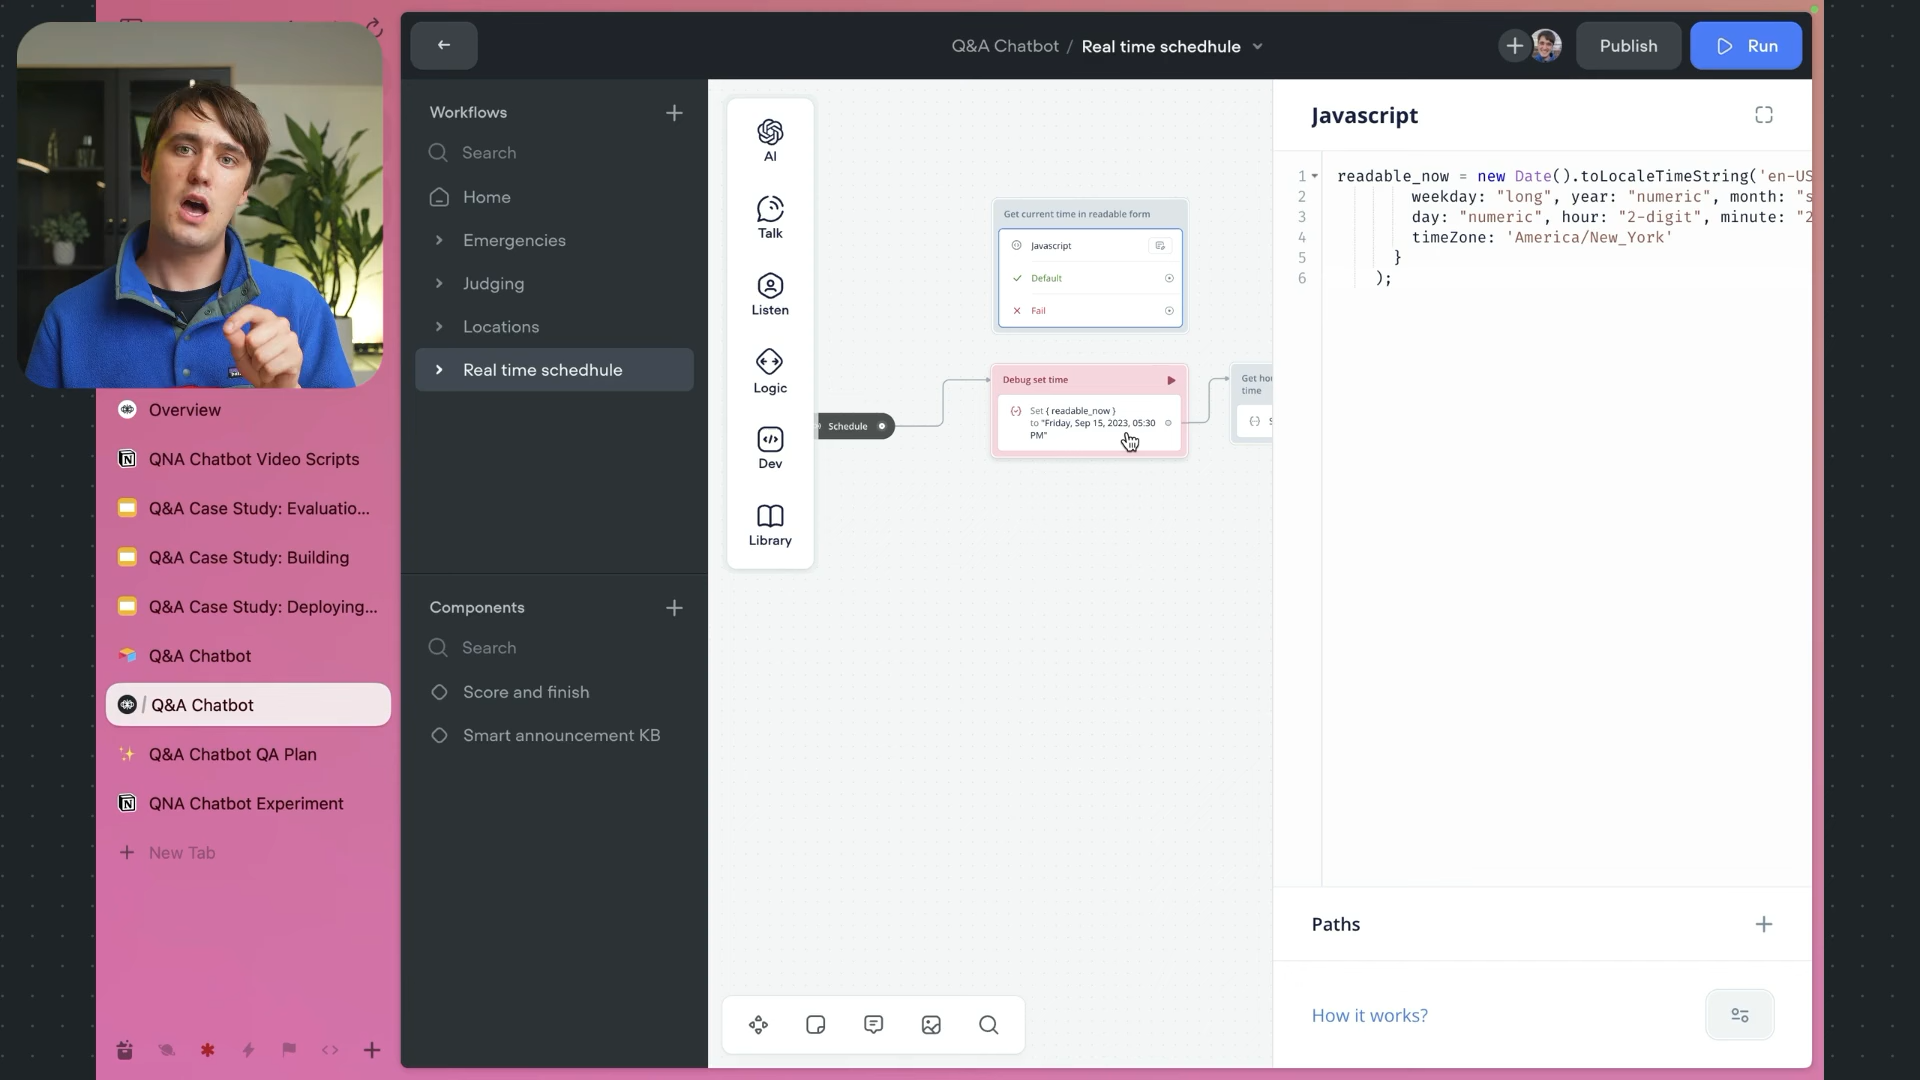 Q&A Chatbot / Real time schedhule
Publish
Run
Overview
QNA Chatbot Video Scripts
Q&A Case Study: Evaluatio...
Q&A Case Study: Building
Q&A Case Study: Deploying...
Q&A Chatbot
/ Q&A Chatbot
Q&A Chatbot QA Plan
QNA Chatbot Experiment
New Tab
Workflows
Search
Home
Emergencies
Judging
Locations
Real time schedhule
Components
Search
Score and finish
Smart announcement KB
AI
Talk
Listen
Logic
Dev
Library
Schedule
Get current time in readable form
Javascript
Default
Fail
Debug set time
Set { readable_now }
to "Friday, Sep 15, 2023, 05:30
PM"
Get hou
time
S
Javascript
1 readable_now = new Date().toLocaleTimeString('en-US
2 weekday: "long", year: "numeric", month: "s
3 day: "numeric", hour: "2-digit", minute: "2
4 timeZone: 'America/New_York'
5 }
6 );
Paths
How it works?